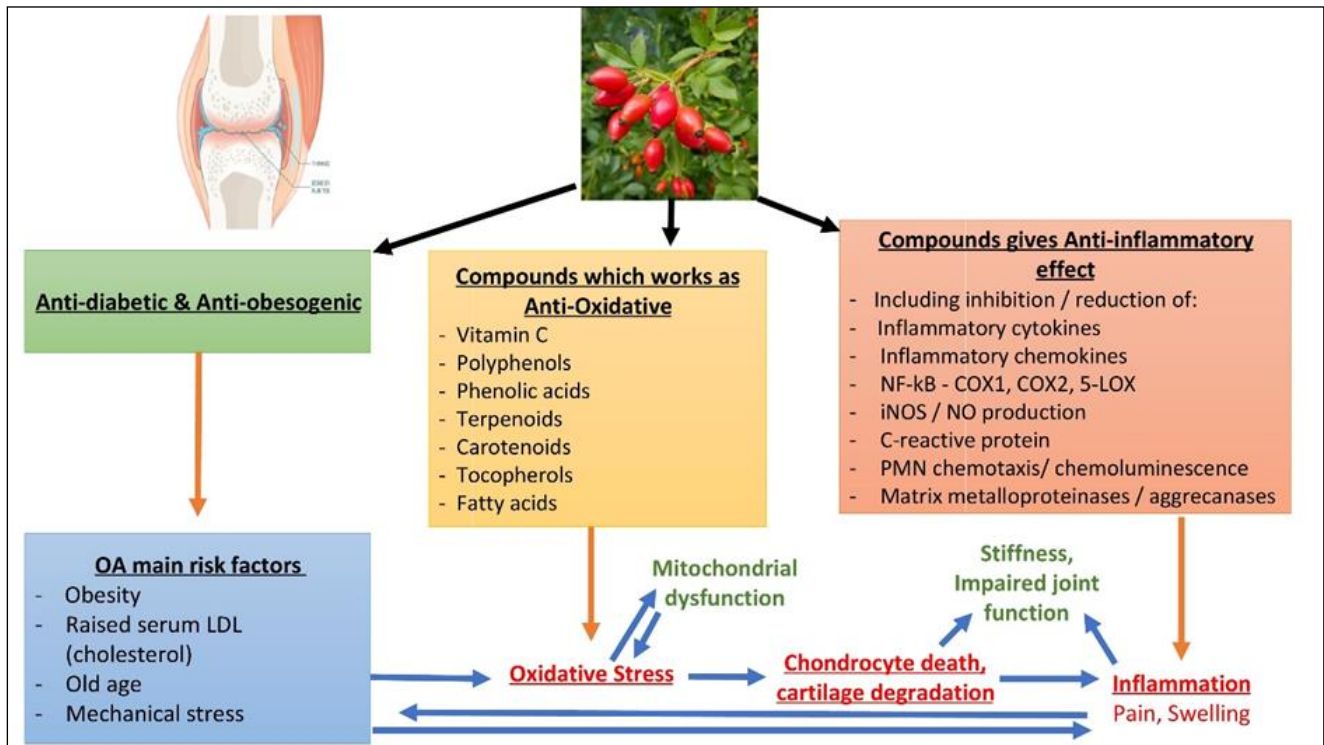 Anti-diabetic & Anti-obesogenic
Compounds which works as
Anti-Oxidative
- Vitamin C
- Polyphenols
- Phenolic acids
- Terpenoids
- Carotenoids
- Tocopherols
- Fatty acids
Compounds gives Anti-inflammatory
effect
- Including inhibition / reduction of:
- Inflammatory cytokines
- Inflammatory chemokines
- NF-kB - COX1, COX2, 5-LOX
- iNOS / NO production
- C-reactive protein
- PMN chemotaxis/ chemoluminescence
- Matrix metalloproteinases / aggrecanases
OA main risk factors
- Obesity
- Raised serum LDL
(cholesterol)
- Old age
- Mechanical stress
Mitochondrial
dysfunction
Stiffness,
Impaired joint
function
Oxidative Stress
Chondrocyte death,
cartilage degradation
Inflammation
Pain, Swelling